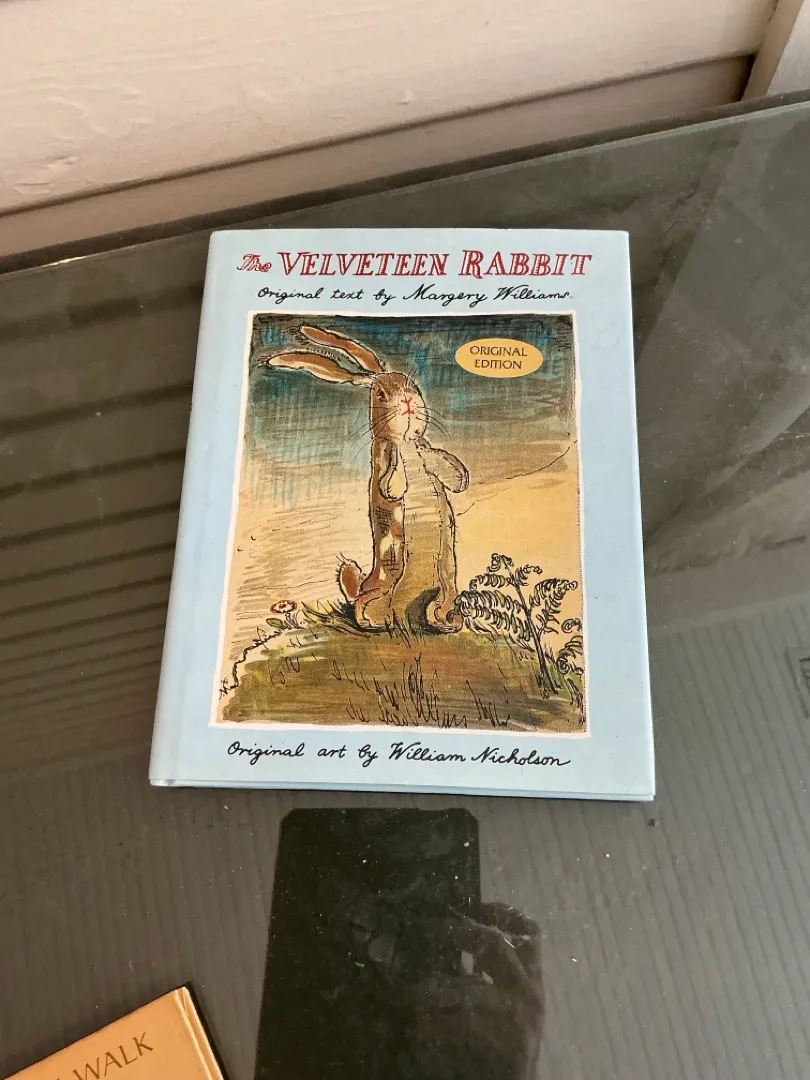 The VELVETEEN RABBIT
Original text by Margery Williams
ORIGINAL
EDITION
Original art by William Nicholson
WALK